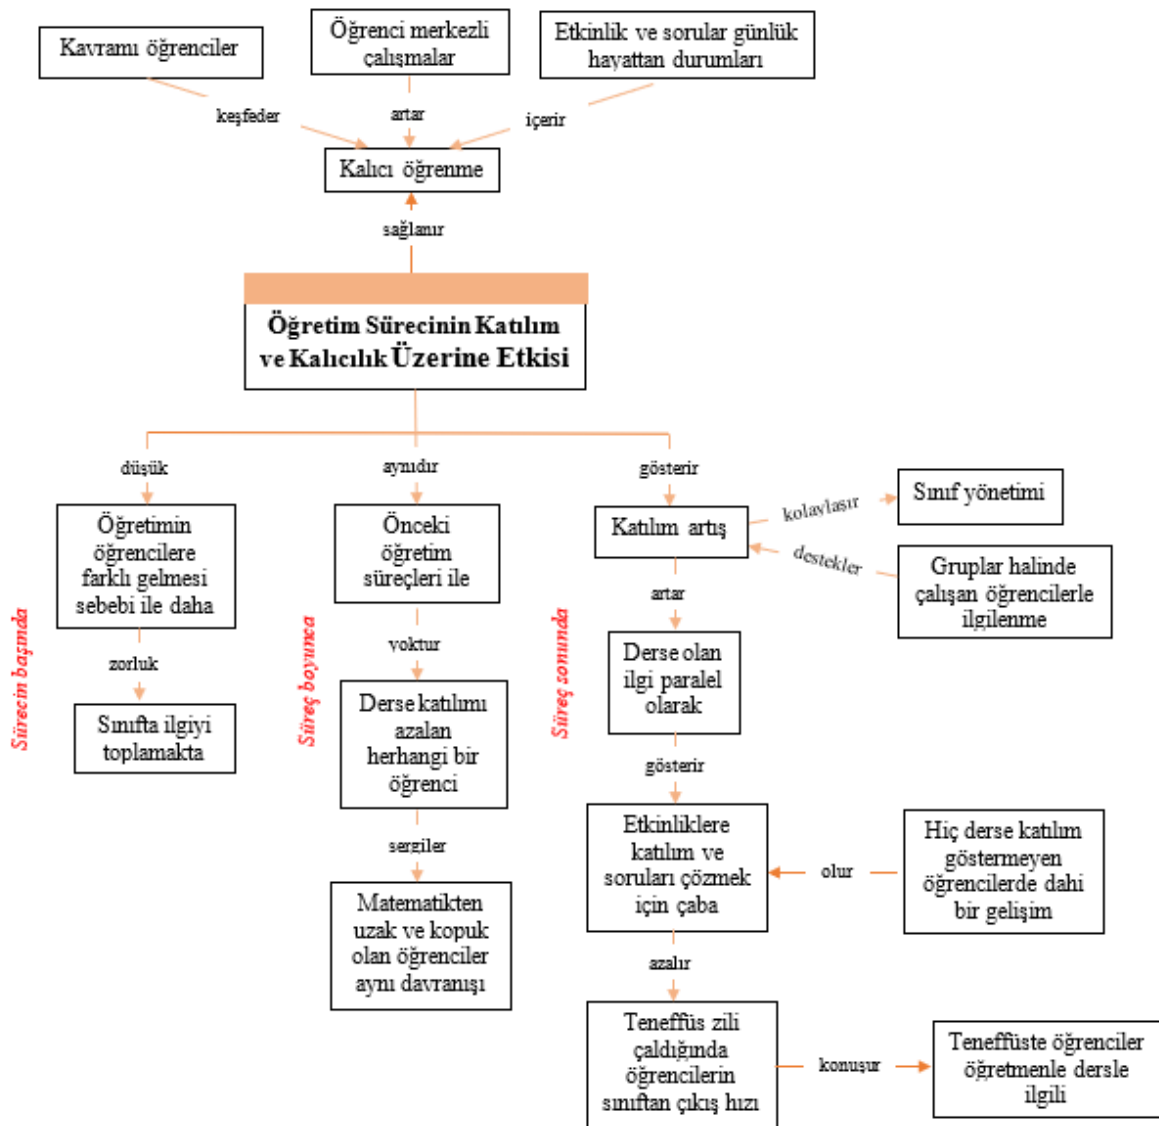 Kavramı öğrenciler
Öğrenci merkezli
çalışmalar
Etkinlik ve sorular günlük
hayattan durumları
keşfeder
artar
içerir
Kalıcı öğrenme
sağlanır
Öğretim Sürecinin Katılım
ve Kalıcılık Üzerine Etkisi
düşük
aynıdır
gösterir
Sürecin başında
Öğretimin
öğrencilere
farklı gelmesi
sebebi ile daha
zorluk
Sınıfta ilgiyi
toplamakta
Süreç boyunca
Önceki
öğretim
süreçleri ile
yoktur
Derse katılımı
azalan
herhangi bir
öğrenci
sergiler
Matematikten
uzak ve kopuk
olan öğrenciler
aynı davranışı
Süreç sonunda
Katılım artış
kolaylaşır
Sınıf yönetimi
destekler
Gruplar halinde
çalışan öğrencilerle
ilgilenme
artar
Derse olan
ilgi paralel
olarak
gösterir
Etkinliklere
katılım ve
soruları çözmek
için çaba
olur
Hiç derse katılım
göstermeyen
öğrencilerde dahi
bir gelişim
azalır
Teneffüs zili
çaldığında
öğrencilerin
sınıftan çıkış hızı
konuşur
Teneffüste öğrenciler
öğretmenle dersle
ilgili